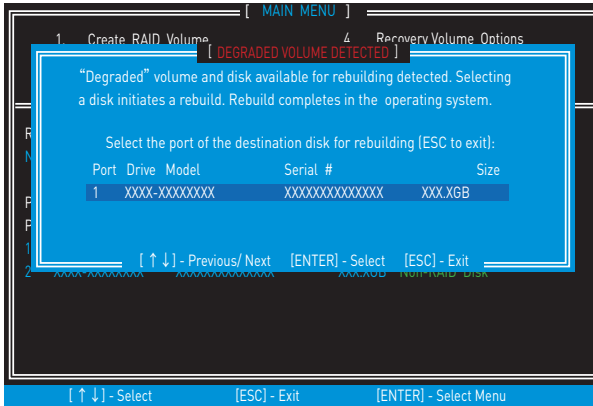 [ MAIN MENU ]
1. Create RAID Volume 4 Recovery Volume Options
[ DEGRADED VOLUME DETECTED ]
“Degraded” volume and disk available for rebuilding detected. Selecting
a disk initiates a rebuild. Rebuild completes in the operating system.
Select the port of the destination disk for rebuilding (ESC to exit):
Port Drive Model Serial # Size
1 XXXX-XXXXXXXX XXXXXXXXXXXXXX XXX.XGB
[ ↑↓] - Previous/ Next [ENTER] - Select [ESC] - Exit
2 XXXX-XXXXXXXX XXXXXXXXXXXXXX XXX.XGB Non-RAID Disk
[ ↑↓] - Select [ESC] - Exit [ENTER] - Select Menu